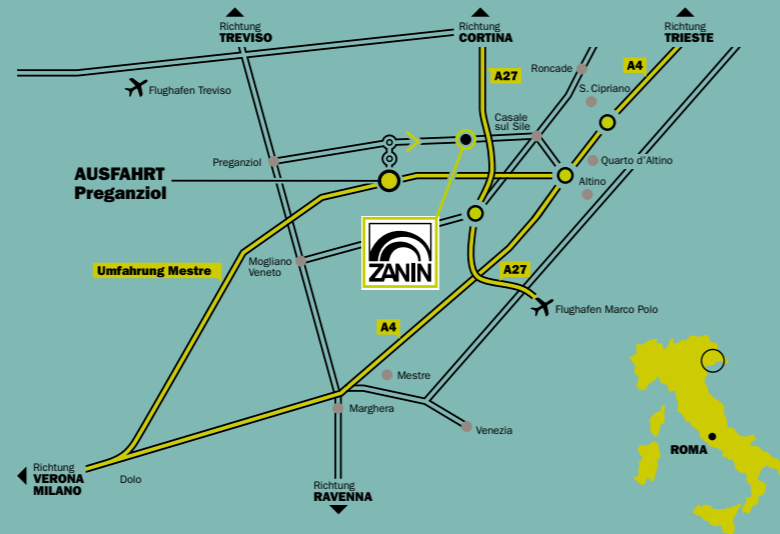 Richtung
TREVISO
Richtung
CORTINA
Richtung
TRIESTE
A27
Roncade
A4
Flughafen Treviso
S. Cipriano
Casale
sul Sile
Preganziol
Quarto d'Altino
AUSFAHRT
Preganziol
Altino
ZANIN
Umfahrung Mestre
Mogliano
Veneto
A27
Flughafen Marco Polo
A4
Mestre
Marghera
Venezia
ROMA
Richtung
VERONA
MILANO
Dolo
Richtung
RAVENNA